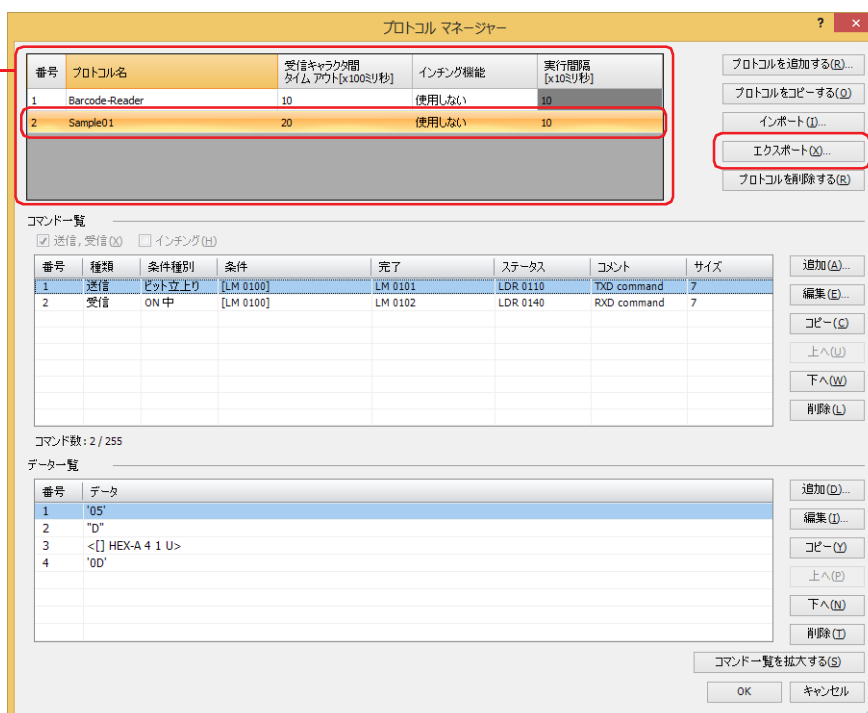 プロトコル マネージャー
? ×
番号 プロトコル名 受信キャラクタ間 タイム アウト[x100ミリ秒] インチング機能 実行間隔 [x10ミリ秒]
1 Barcode-Reader 10 使用しない 10
2 Sample01 20 使用しない 10
プロトコルを追加する(R)...
プロトコルをコピーする(O)
インポート(I)...
エクスポート(X)...
プロトコルを削除する(R)
コマンド一覧
送信, 受信(X) インチング(H)
番号 種類 条件種別 条件 完了 ステータス コメント サイズ
1 送信 ビット立上り [LM 0100] LM 0101 LDR 0110 TXD command 7
2 受信 ON 中 [LM 0100] LM 0102 LDR 0140 RXD command 7
追加(A)...
編集(E)...
コピー(C)
上へ(U)
下へ(W)
削除(L)
コマンド数 : 2 / 255
データ一覧
番号 データ
1 '05'
2 "D"
3 <[] HEX-A 4 1 U>
4 '0D'
追加(D)...
編集(I)...
コピー(Y)
上へ(P)
下へ(N)
削除(T)
コマンド一覧を拡大する(S)
OK キャンセル